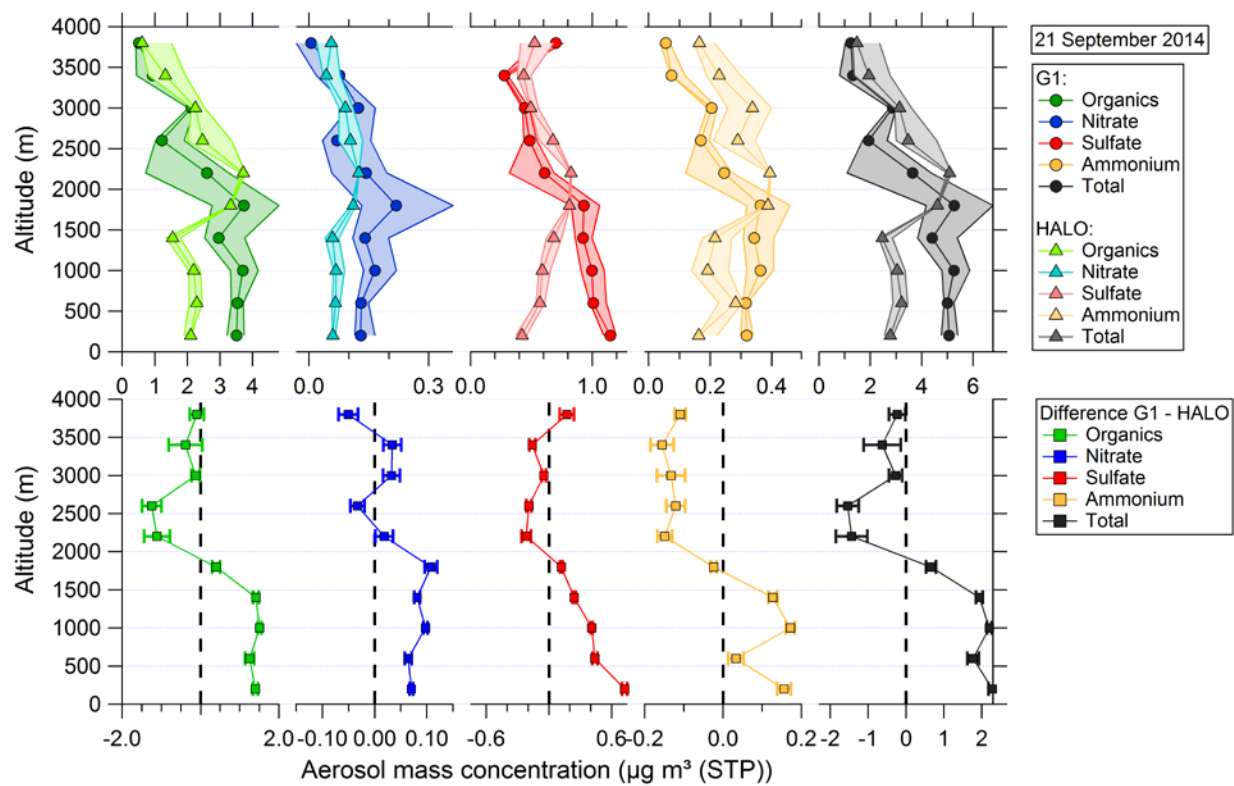 21 September 2014
G1:
Organics
Nitrate
Sulfate
Ammonium
Total
HALO:
Organics
Nitrate
Sulfate
Ammonium
Total
Altitude (m)
4000
3500
3000
2500
2000
1500
1000
500
0
0 1 2 3 4
0.0 0.3
0.0 1.0
0.0 0.2 0.4
0 2 4 6
Difference G1 - HALO
Organics
Nitrate
Sulfate
Ammonium
Total
Altitude (m)
4000
3500
3000
2500
2000
1500
1000
500
0
-2.0 2.0
-0.10 0.00 0.10
-0.6 0.6
-0.2 0.0 0.2
-2 -1 0 1 2
Aerosol mass concentration (µg m³ (STP))